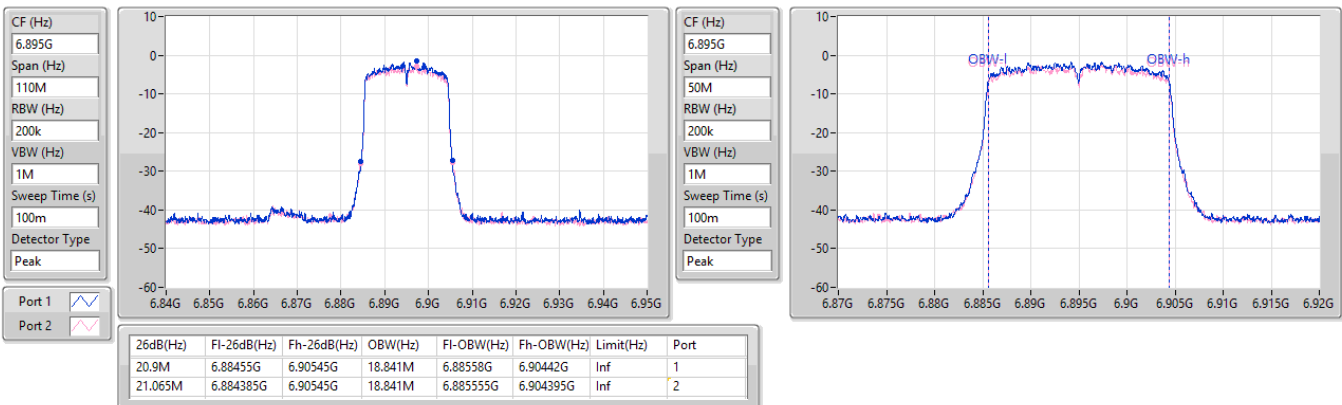 CF (Hz)
6.895G
Span (Hz)
110M
RBW (Hz)
200k
VBW (Hz)
1M
Sweep Time (s)
100m
Detector Type
Peak
Port 1
Port 2
10-
0-
-10-
-20-
-30-
-40-
-50-
-60-
6.84G 6.85G 6.86G 6.87G 6.88G 6.89G 6.9G 6.91G 6.92G 6.93G 6.94G 6.95G
CF (Hz)
6.895G
Span (Hz)
50M
RBW (Hz)
200k
VBW (Hz)
1M
Sweep Time (s)
100m
Detector Type
Peak
10-
0-
-10-
-20-
-30-
-40-
-50-
-60-
OBW-l OBW-h
6.87G 6.875G 6.88G 6.885G 6.89G 6.895G 6.9G 6.905G 6.91G 6.915G 6.92G
26dB(Hz) Fl-26dB(Hz) Fh-26dB(Hz) OBW(Hz) Fl-OBW(Hz) Fh-OBW(Hz) Limit(Hz) Port
20.9M 6.88455G 6.90545G 18.841M 6.88558G 6.90442G Inf 1
21.065M 6.884385G 6.90545G 18.841M 6.885555G 6.904395G Inf 2